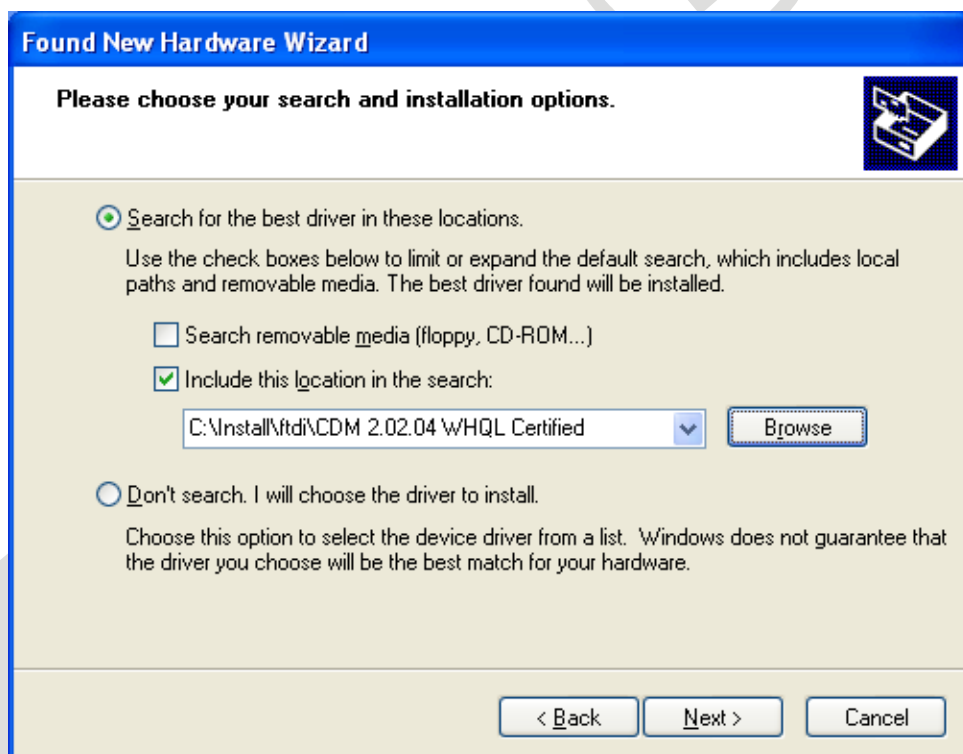 Found New Hardware Wizard
Please choose your search and installation options.
Search for the best driver in these locations.
Use the check boxes below to limit or expand the default search, which includes local
paths and removable media. The best driver found will be installed.
Search removable media (floppy, CD-ROM...)
Include this location in the search:
C:\Install\ftdi\CDM 2.02.04 WHQL Certified
Browse
Don't search. I will choose the driver to install.
Choose this option to select the device driver from a list.  Windows does not guarantee that
the driver you choose will be the best match for your hardware.
< Back Next > Cancel